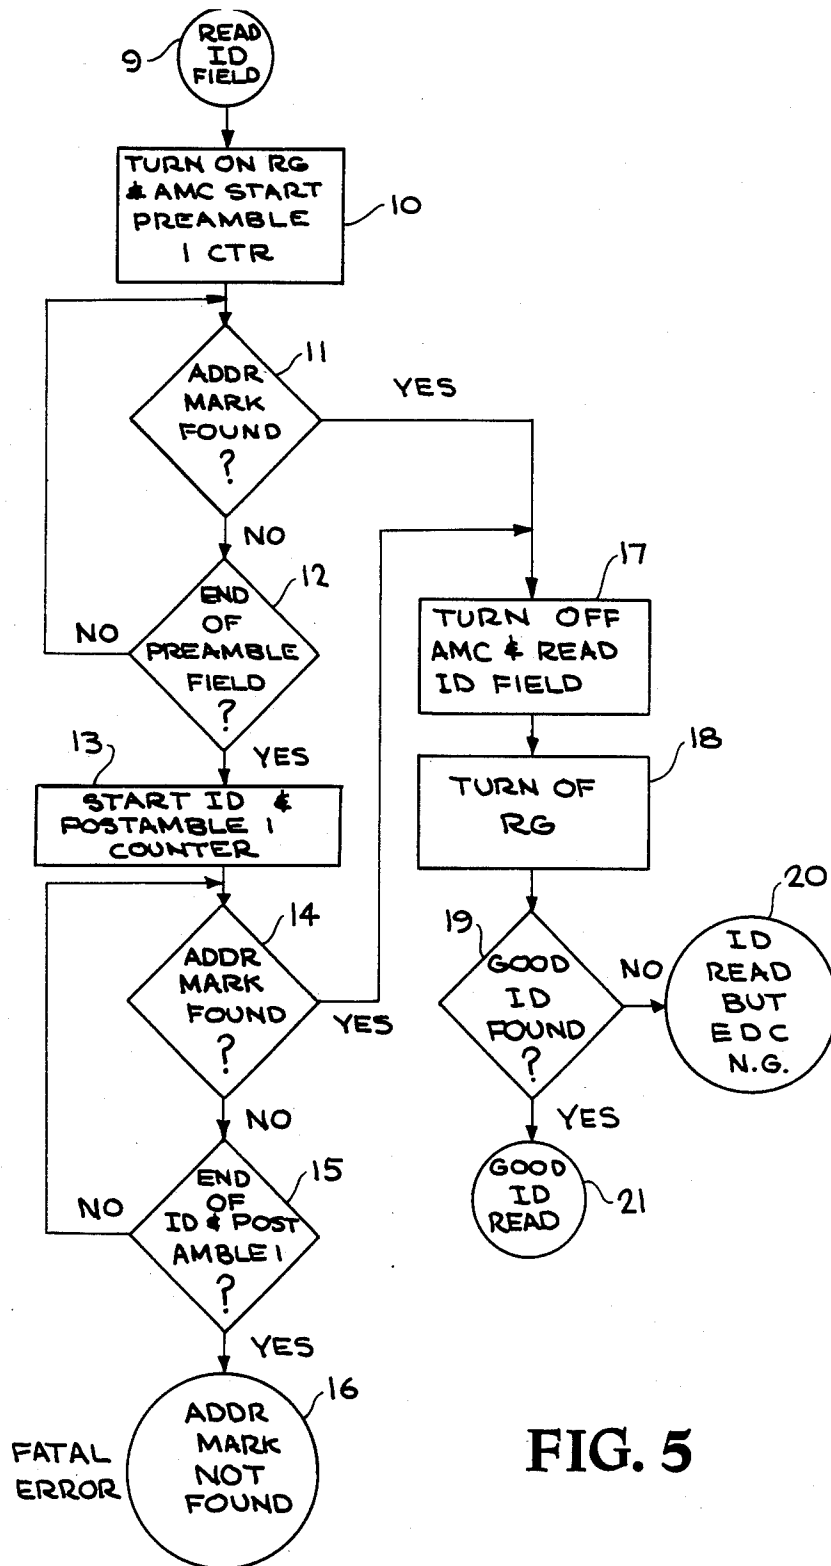 READ
ID
FIELD
9
TURN ON RG
& AMC START
PREAMBLE
1 CTR
10
ADDR
MARK
FOUND
?
11
YES
NO
END
OF
PREAMBLE
FIELD
?
12
NO
YES
13
START ID &
POSTAMBLE 1
COUNTER
ADDR
MARK
FOUND
?
14
YES
NO
END
OF
ID & POST
AMBLE 1
?
15
NO
YES
ADDR
MARK
NOT
FOUND
16
FATAL
ERROR
17
TURN OFF
AMC & READ
ID FIELD
18
TURN OF
RG
19
GOOD
ID
FOUND
?
NO
20
ID
READ
BUT
EDC
N.G.
YES
GOOD
ID
READ
21
FIG. 5